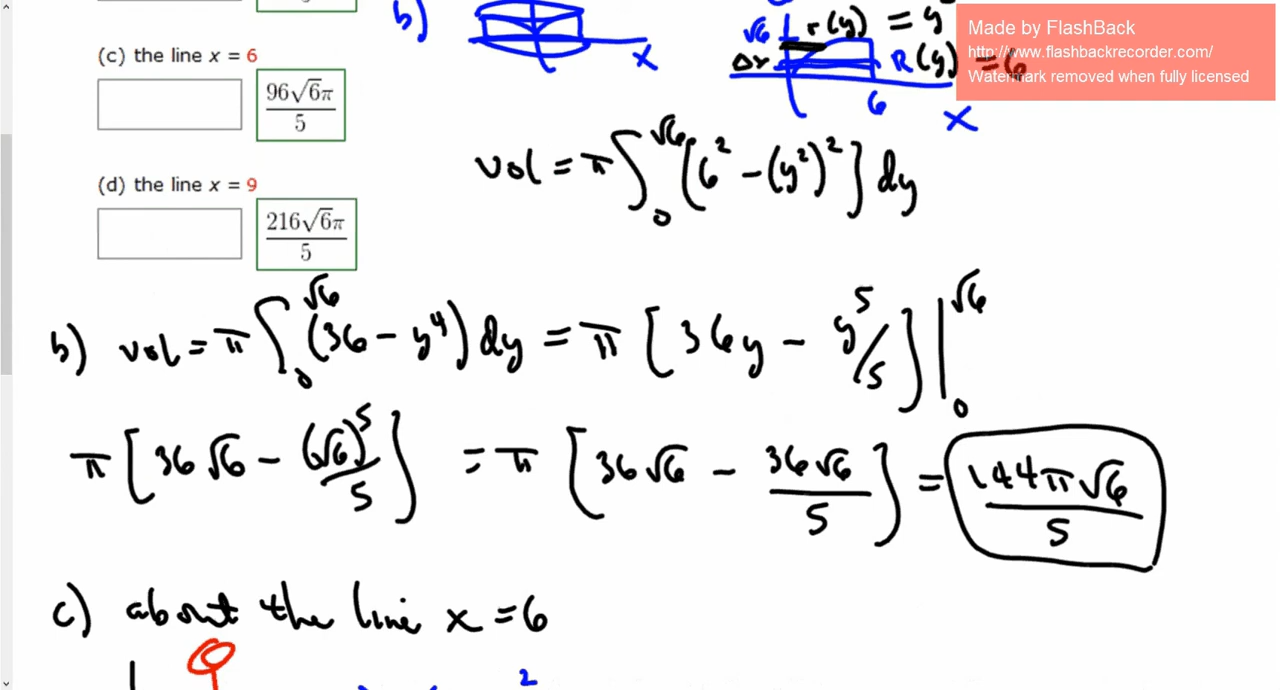 (c) the line x = 6
96√6π
5
(d) the line x = 9
216√6π
5
b)
x
√6 r(y) = y
Δy R(y) = 6
6
x
Made by FlashBack
http://www.flashbackrecorder.com/
Watermark removed when fully licensed
vol = π ∫₀^√6 [6² - (y²)²] dy
b) vol = π ∫₀^√6 (36 - y⁴) dy = π [36y - y⁵/5] |₀^√6
π [36√6 - (√6)⁵/5] = π [36√6 - 36√6/5] = 144π√6/5
c) about the line x = 6
2